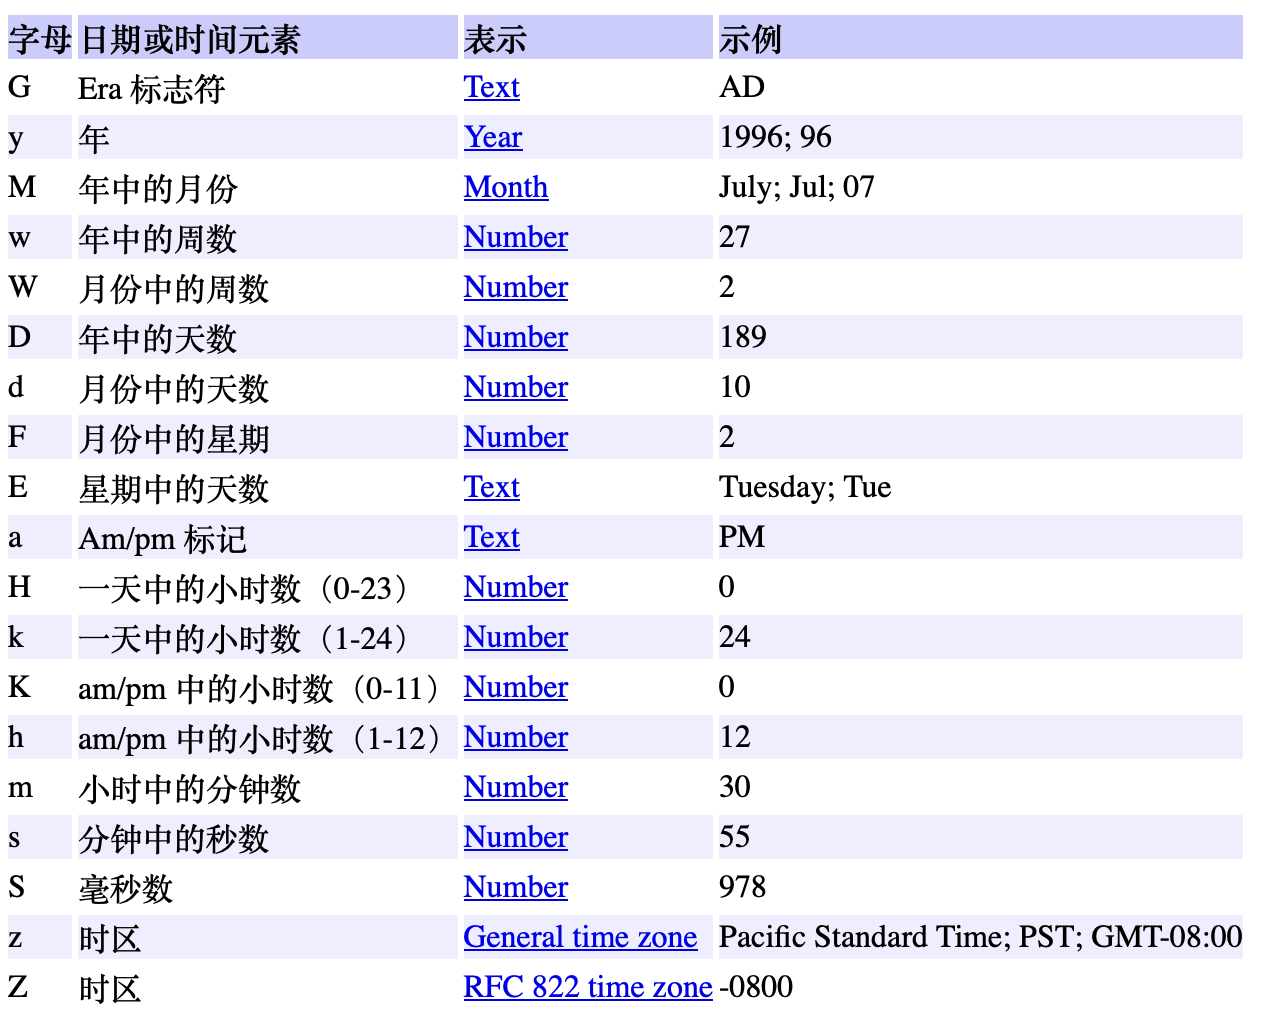 字母 日期或时间元素 表示 示例
G Era 标志符 Text AD
y 年 Year 1996; 96
M 年中的月份 Month July; Jul; 07
w 年中的周数 Number 27
W 月份中的周数 Number 2
D 年中的天数 Number 189
d 月份中的天数 Number 10
F 月份中的星期 Number 2
E 星期中的天数 Text Tuesday; Tue
a Am/pm 标记 Text PM
H 一天中的小时数（0-23） Number 0
k 一天中的小时数（1-24） Number 24
K am/pm 中的小时数（0-11） Number 0
h am/pm 中的小时数（1-12） Number 12
m 小时中的分钟数 Number 30
s 分钟中的秒数 Number 55
S 毫秒数 Number 978
z 时区 General time zone Pacific Standard Time; PST; GMT-08:00
Z 时区 RFC 822 time zone -0800